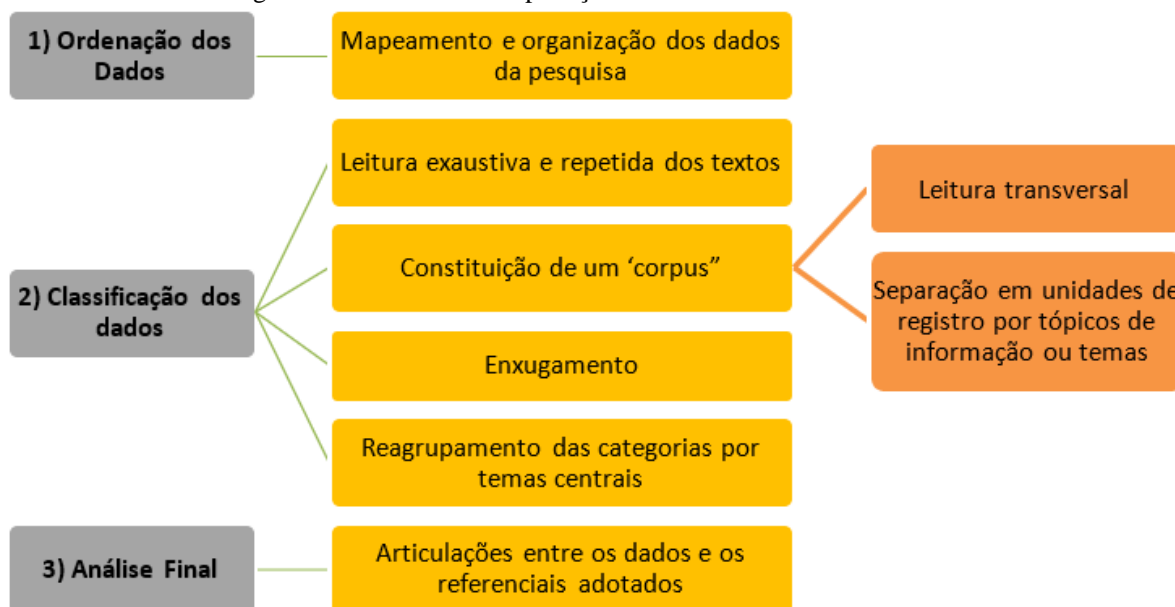 1) Ordenação dos
Dados
Mapeamento e organização dos dados
da pesquisa
2) Classificação dos
dados
Leitura exaustiva e repetida dos textos
Constituição de um ‘corpus”
Leitura transversal
Separação em unidades de
registro por tópicos de
informação ou temas
Enxugamento
Reagrupamento das categorias por
temas centrais
3) Análise Final
Articulações entre os dados e os
referenciais adotados